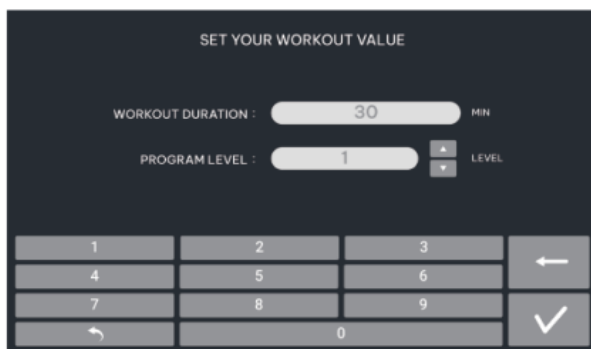 SET YOUR WORKOUT VALUE
WORKOUT DURATION : 30 MIN
PROGRAM LEVEL : 1 LEVEL
1 2 3
4 5 6
7 8 9
0